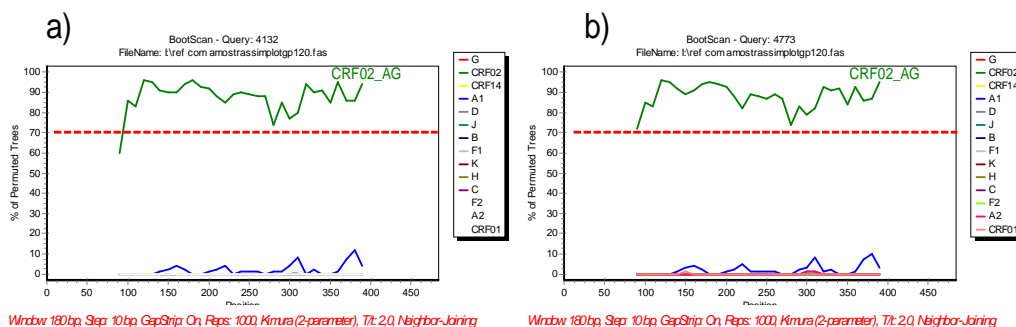 a)
BootScan - Query: 4132
FileName: I:\ref com amostrassimplotgp120.fas
CRF02_AG
% of Permuted Trees
100
90
80
70
60
50
40
30
20
10
0
0 50 100 150 200 250 300 350 400 450
Position
G
CRF02
CRF14
A1
D
J
B
F1
K
H
C
F2
A2
CRF01
Window: 180 bp, Step: 10 bp, GapStrip: On, Reps: 1000, Kimura (2-parameter), T/t: 2,0, Neighbor-Joining
b)
BootScan - Query: 4773
FileName: I:\ref com amostrassimplotgp120.fas
CRF02_AG
% of Permuted Trees
100
90
80
70
60
50
40
30
20
10
0
0 50 100 150 200 250 300 350 400 450
Position
G
CRF02
CRF14
A1
D
J
B
F1
K
H
C
F2
A2
CRF01
Window: 180 bp, Step: 10 bp, GapStrip: On, Reps: 1000, Kimura (2-parameter), T/t: 2,0, Neighbor-Joining